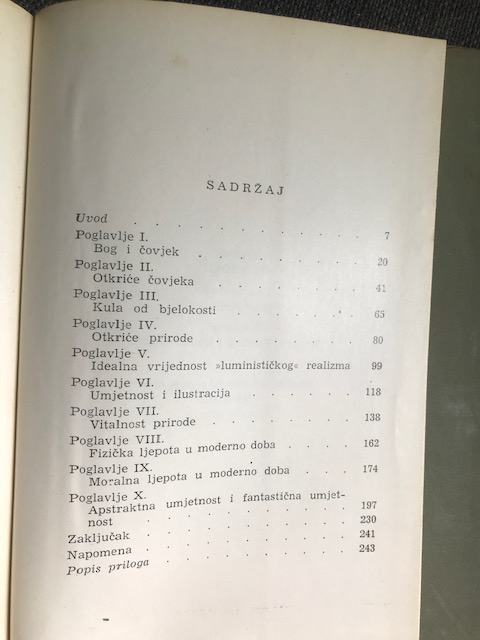 SADRŽAJ
Uvod . . . . . . . . . . . 7
Poglavlje I.
Bog i čovjek . . . . . . . . 20
Poglavlje II.
Otkriće čovjeka . . . . . . . 41
Poglavlje III.
Kula od bjelokosti . . . . . . 65
Poglavlje IV.
Otkriće prirode . . . . . . . 80
Poglavlje V.
Idealna vrijednost »luminističkog« realizma 99
Poglavlje VI.
Umjetnost i ilustracija . . . . . 118
Poglavlje VII.
Vitalnost prirode . . . . . . . 138
Poglavlje VIII.
Fizička ljepota u moderno doba . . . . 162
Poglavlje IX.
Moralna ljepota u moderno doba . . . . 174
Poglavlje X.
Apstraktna umjetnost i fantastična umjet-
nost . . . . . . . . . 197
Zaključak . . . . . . . . . 230
Napomena . . . . . . . . . 241
Popis priloga . . . . . . . . 243